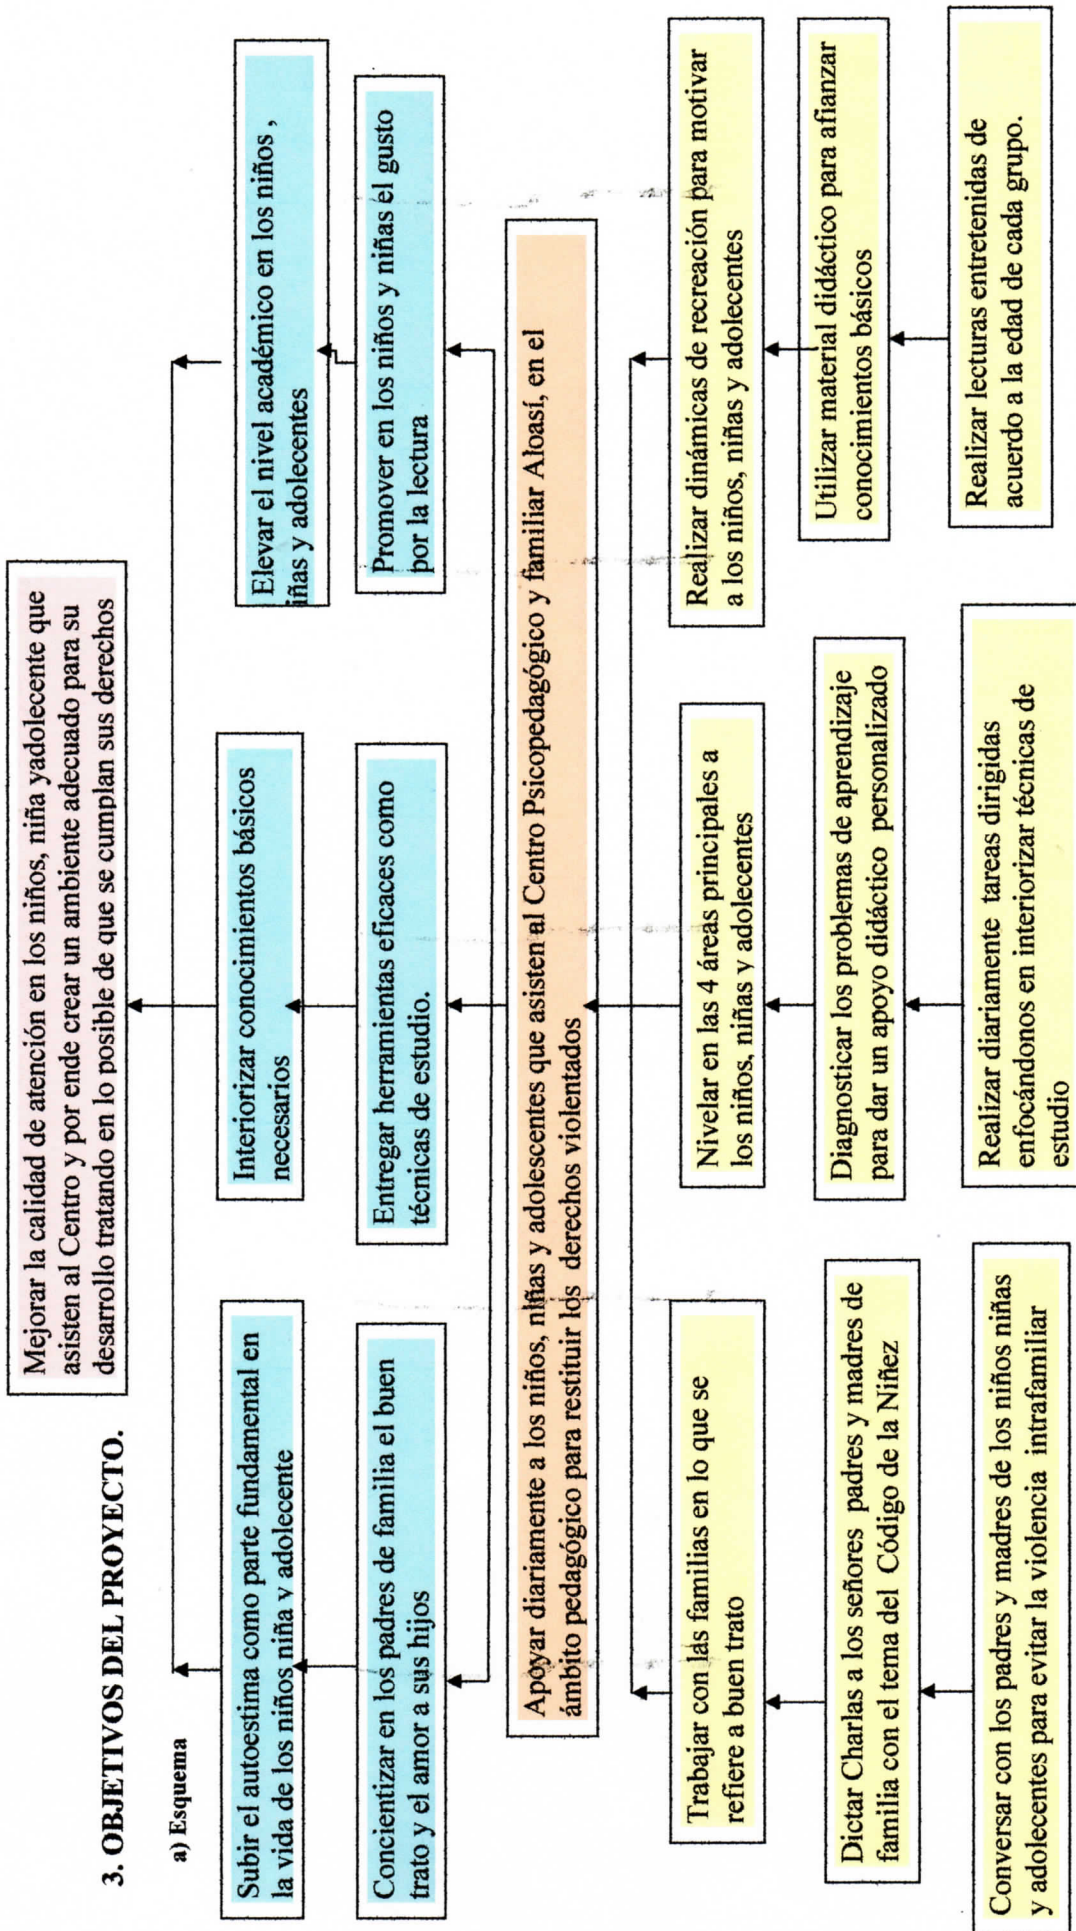 3. OBJETIVOS DEL PROYECTO.
a) Esquema
Mejorar la calidad de atención en los niños, niña yadolecente que
asisten al Centro y por ende crear un ambiente adecuado para su
desarrollo tratando en lo posible de que se cumplan sus derechos
Subir el autoestima como parte fundamental en
la vida de los niños niña y adolecente
Interiorizar conocimientos básicos
necesarios
Elevar el nivel académico en los niños ,
iñas y adolecentes
Concientizar en los padres de familia el buen
trato y el amor a sus hijos
Entregar herramientas eficaces como
técnicas de estudio.
Promover en los niños y niñas el gusto
por la lectura
Apoyar diariamente a los niños, niñas y adolescentes que asisten al Centro Psicopedagógico y familiar Aloasí, en el
ámbito pedagógico para restituir los derechos violentados
Trabajar con las familias en lo que se
refiere a buen trato
Nivelar en las 4 áreas principales a
los niños, niñas y adolecentes
Realizar dinámicas de recreación para motivar
a los niños, niñas y adolecentes
Dictar Charlas a los señores padres y madres de
familia con el tema del Código de la Niñez
Diagnosticar los problemas de aprendizaje
para dar un apoyo didáctico personalizado
Utilizar material didáctico para afianzar
conocimientos básicos
Conversar con los padres y madres de los niños niñas
y adolecentes para evitar la violencia intrafamiliar
Realizar diariamente tareas dirigidas
enfocándonos en interiorizar técnicas de
estudio
Realizar lecturas entretenidas de
acuerdo a la edad de cada grupo.